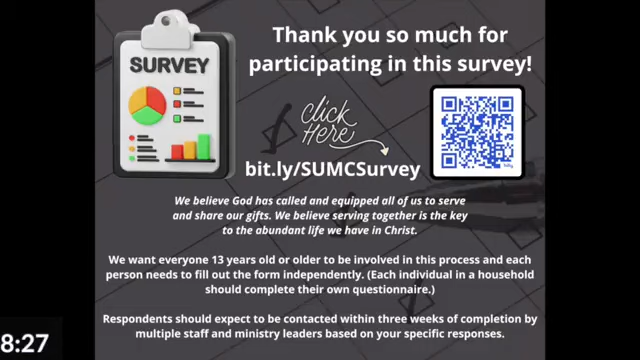 SURVEY
Thank you so much for
participating in this survey!
Click
Here
bit.ly/SUMCSurvey
We believe God has called and equipped all of us to serve
and share our gifts. We believe serving together is the key
to the abundant life we have in Christ.
We want everyone 13 years old or older to be involved in this process and each
person needs to fill out the form independently. (Each individual in a household
should complete their own questionnaire.)
Respondents should expect to be contacted within three weeks of completion by
multiple staff and ministry leaders based on your specific responses.
8:27